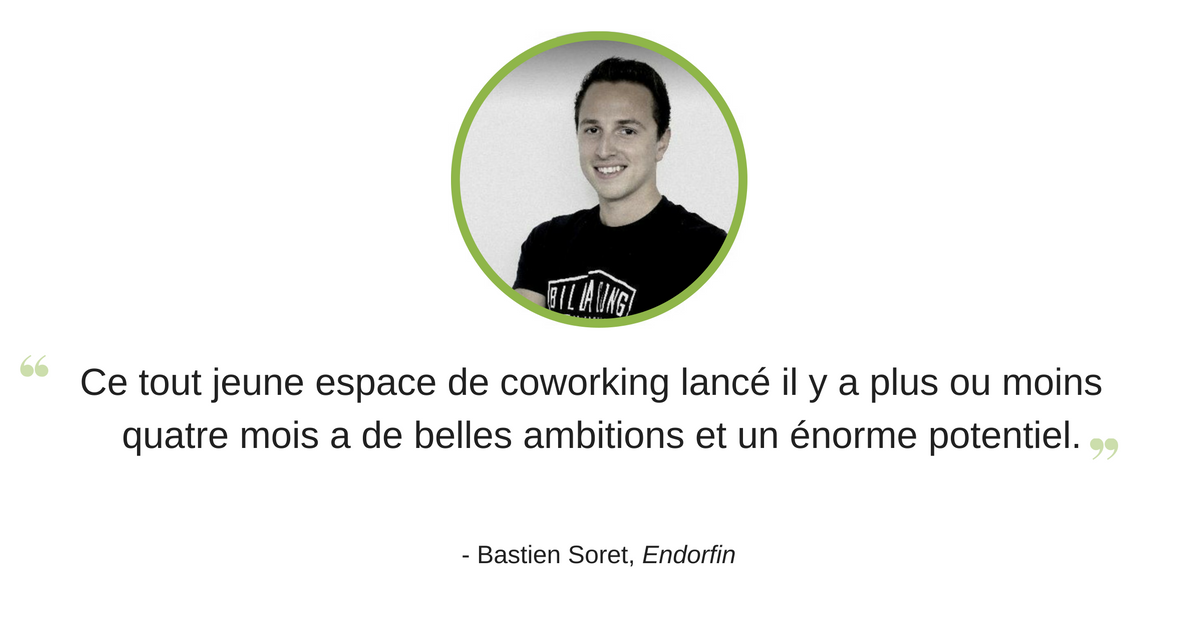 BILLABONG
“ Ce tout jeune espace de coworking lancé il y a plus ou moins
quatre mois a de belles ambitions et un énorme potentiel. ”
- Bastien Soret, Endorfin